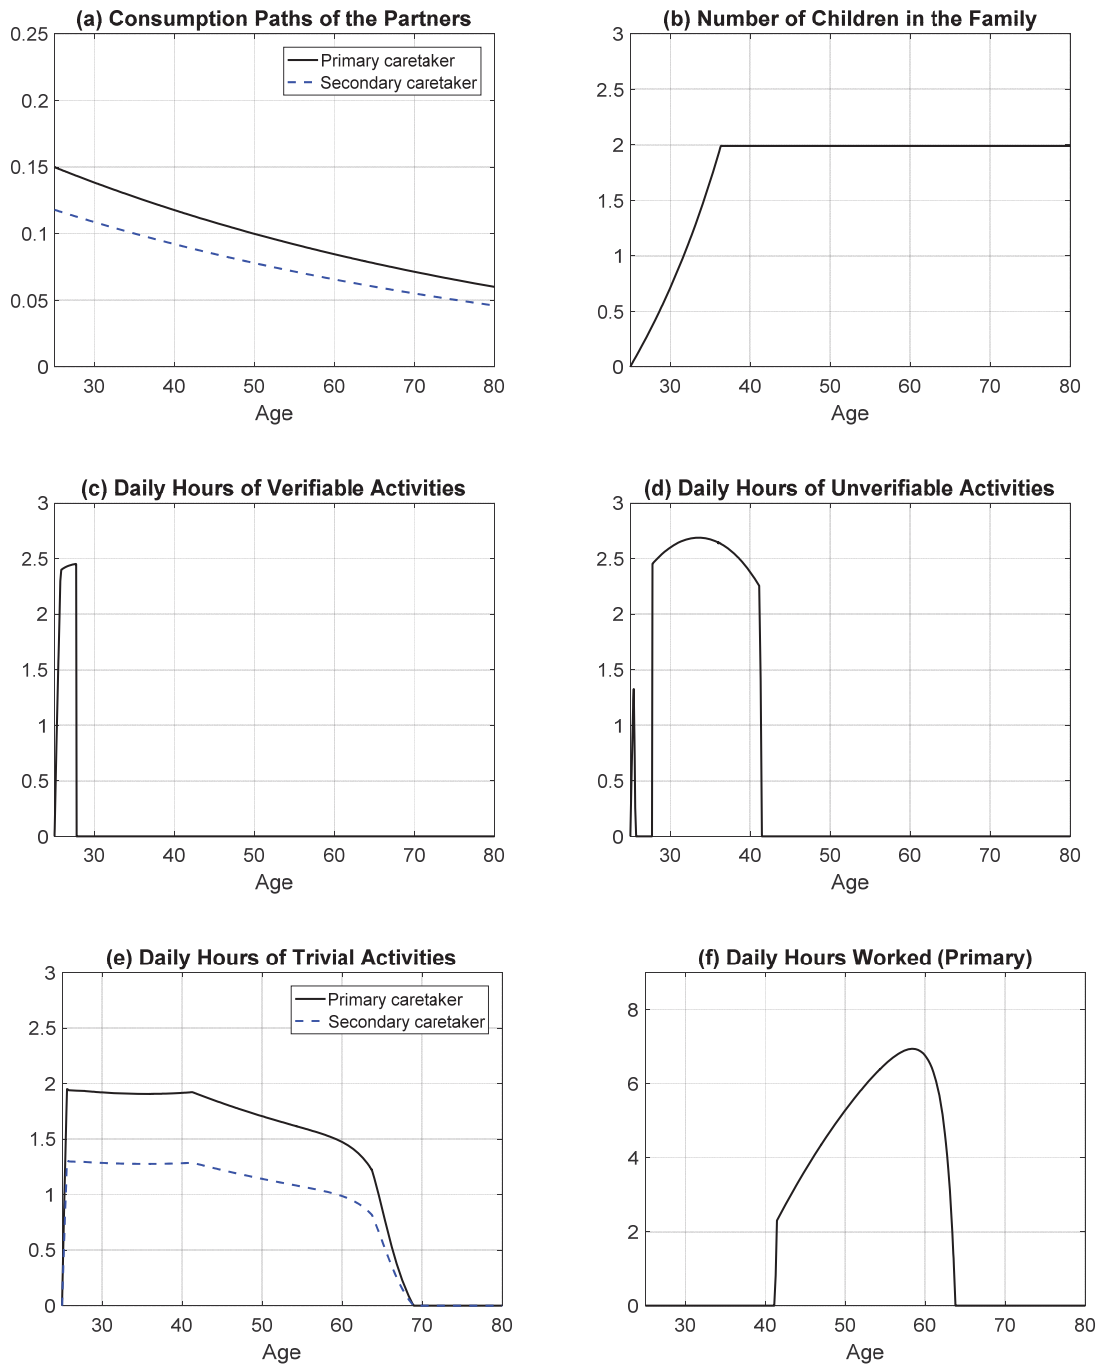 (a) Consumption Paths of the Partners
0.25
0.2
0.15
0.1
0.05
0
30 40 50 60 70 80
Age
Primary caretaker
Secondary caretaker
(b) Number of Children in the Family
3
2.5
2
1.5
1
0.5
0
30 40 50 60 70 80
Age
(c) Daily Hours of Verifiable Activities
3
2.5
2
1.5
1
0.5
0
30 40 50 60 70 80
Age
(d) Daily Hours of Unverifiable Activities
3
2.5
2
1.5
1
0.5
0
30 40 50 60 70 80
Age
(e) Daily Hours of Trivial Activities
3
2.5
2
1.5
1
0.5
0
30 40 50 60 70 80
Age
Primary caretaker
Secondary caretaker
(f) Daily Hours Worked (Primary)
8
6
4
2
0
30 40 50 60 70 80
Age